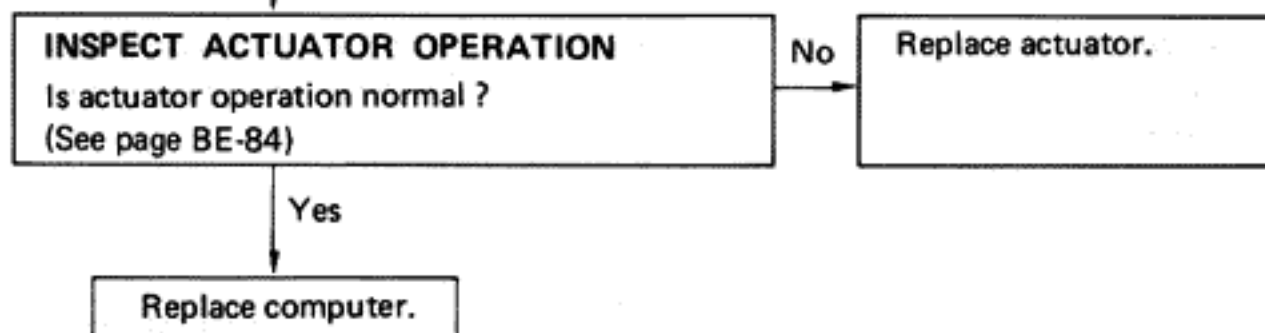 INSPECT ACTUATOR OPERATION
Is actuator operation normal ?
(See page BE-84)
No
Replace actuator.
Yes
Replace computer.